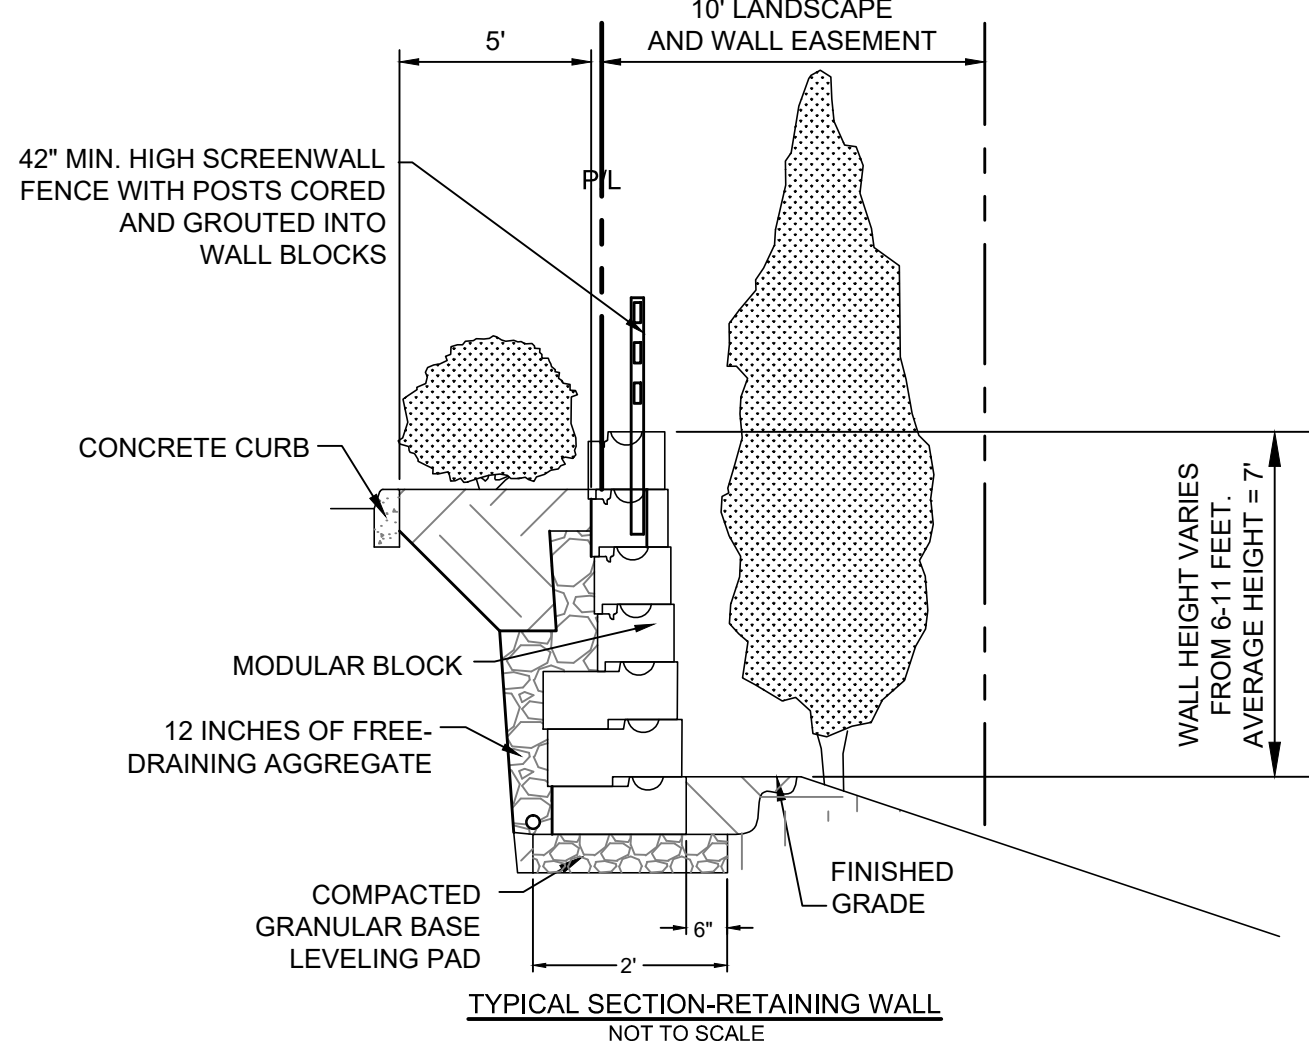 10' LANDSCAPE
AND WALL EASEMENT
5'
42" MIN. HIGH SCREENWALL
FENCE WITH POSTS CORED
AND GROUTED INTO
WALL BLOCKS
P/L
CONCRETE CURB
MODULAR BLOCK
12 INCHES OF FREE-
DRAINING AGGREGATE
WALL HEIGHT VARIES
FROM 6-11 FEET.
AVERAGE HEIGHT = 7'
COMPACTED
GRANULAR BASE
LEVELING PAD
FINISHED
GRADE
6"
2'
TYPICAL SECTION-RETAINING WALL
NOT TO SCALE